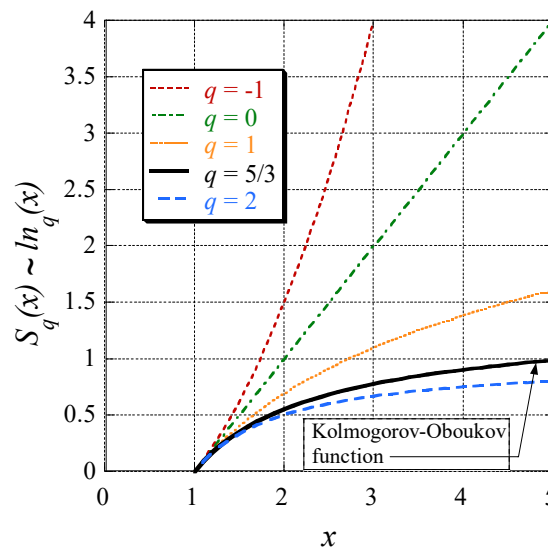 4
3.5
3
2.5
2
1.5
1
0.5
0
S_q(x) ~ ln_q(x)
q = -1
q = 0
q = 1
q = 5/3
q = 2
Kolmogorov-Oboukov
function
0 1 2 3 4 5
x